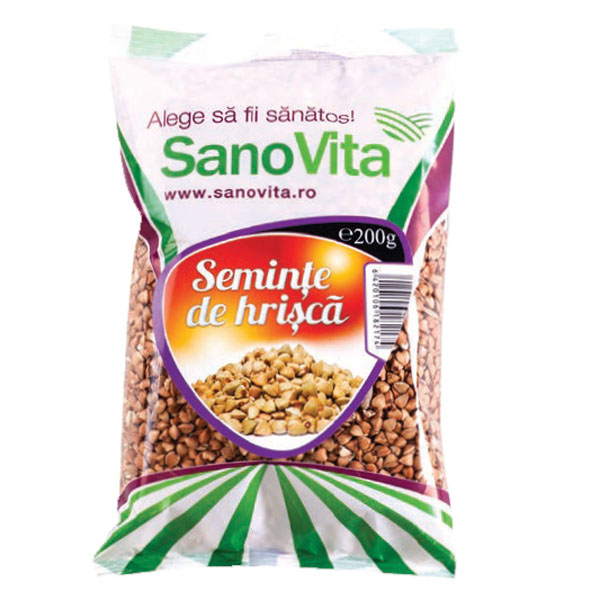 Alege să fii sănătos!
SanoVita
www.sanovita.ro
℮200g
Semințe
de hrișcă